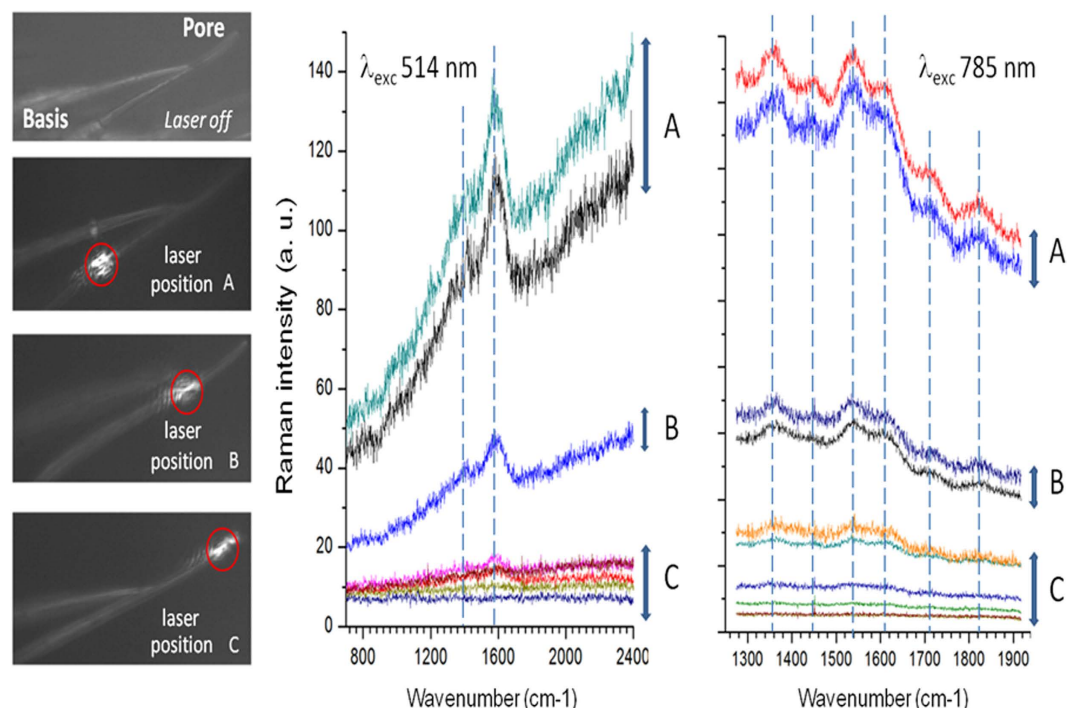 Pore
Basis
Laser off
laser
position A
laser
position B
laser
position C
λexc 514 nm
Raman intensity (a. u.)
140
120
100
80
60
40
20
0
A
B
C
800 1200 1600 2000 2400
Wavenumber (cm-1)
λexc 785 nm
A
B
C
1300 1400 1500 1600 1700 1800 1900
Wavenumber (cm-1)